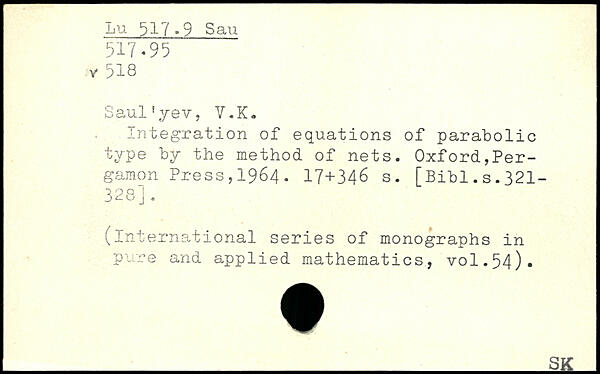 Lu 517.9 Sau
517.95
v 518
Saul'yev, V.K.
Integration of equations of parabolic
type by the method of nets. Oxford,Per-
gamon Press,1964. 17+346 s. [Bibl.s.321-
328].
(International series of monographs in
pure and applied mathematics, vol.54).
SK